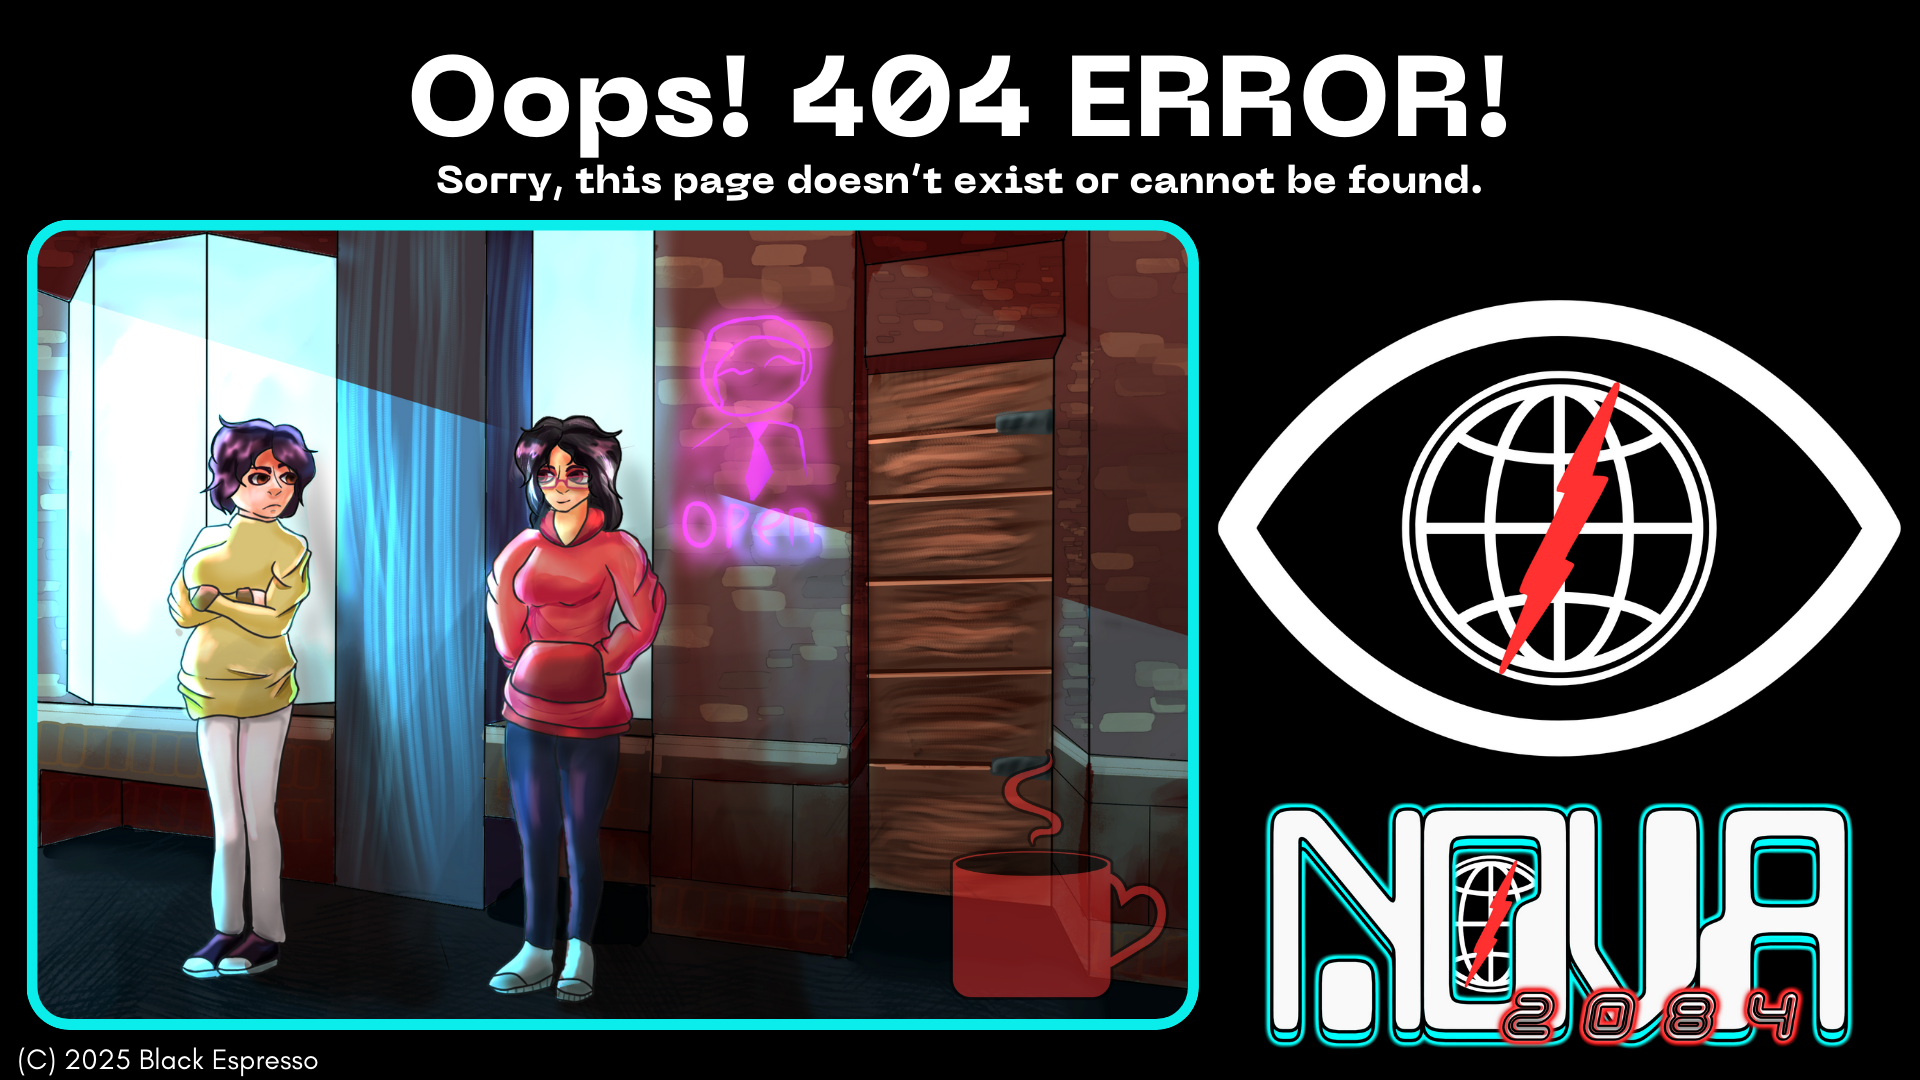 Oops! 404 ERROR!
Sorry, this page doesn't exist or cannot be found.
Open
NOVA
2084
(C) 2025 Black Espresso